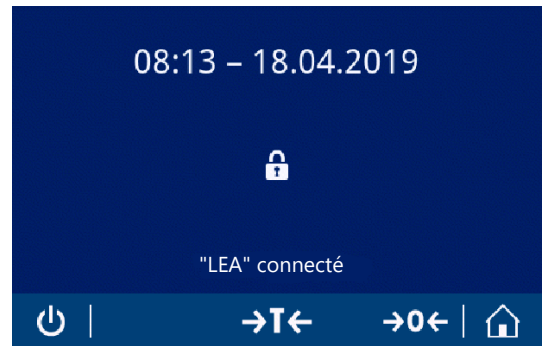 08:13 – 18.04.2019
"LEA" connecté
→T← →0←